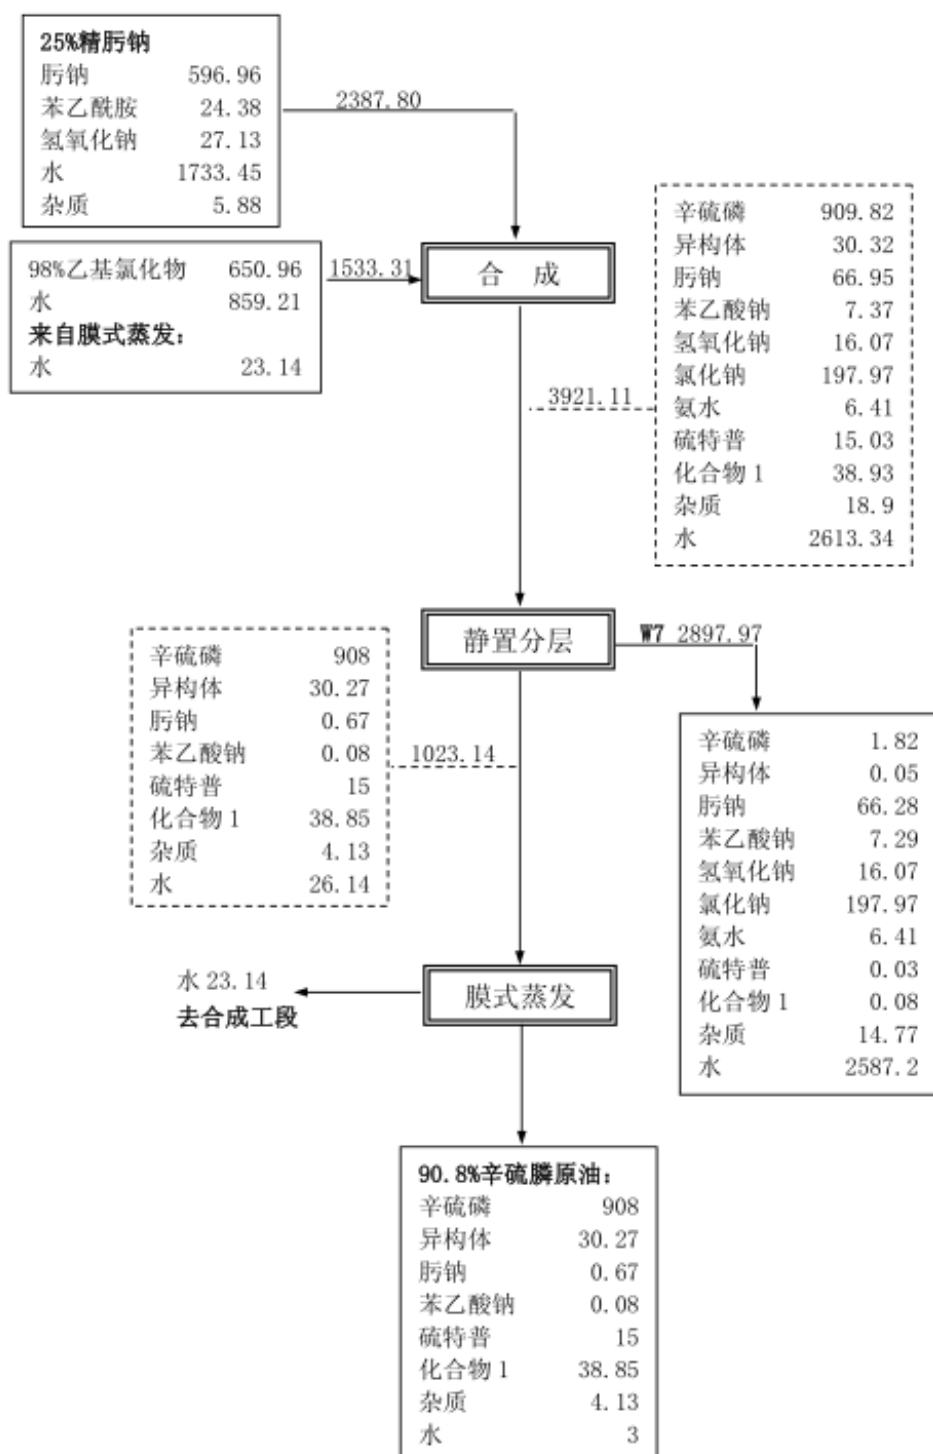 25%精肟钠
肟钠 596.96
苯乙酰胺 24.38
氢氧化钠 27.13
水 1733.45
杂质 5.88
2387.80
98%乙基氯化物 650.96
水 859.21
来自膜式蒸发:
水 23.14
1533.31
合 成
3921.11
辛硫磷 909.82
异构体 30.32
肟钠 66.95
苯乙酸钠 7.37
氢氧化钠 16.07
氯化钠 197.97
氨水 6.41
硫特普 15.03
化合物1 38.93
杂质 18.9
水 2613.34
静置分层
W7 2897.97
辛硫磷 908
异构体 30.27
肟钠 0.67
苯乙酸钠 0.08
硫特普 15
化合物1 38.85
杂质 4.13
水 26.14
1023.14
辛硫磷 1.82
异构体 0.05
肟钠 66.28
苯乙酸钠 7.29
氢氧化钠 16.07
氯化钠 197.97
氨水 6.41
硫特普 0.03
化合物1 0.08
杂质 14.77
水 2587.2
膜式蒸发
水 23.14
去合成工段
90.8%辛硫膦原油:
辛硫磷 908
异构体 30.27
肟钠 0.67
苯乙酸钠 0.08
硫特普 15
化合物1 38.85
杂质 4.13
水 3